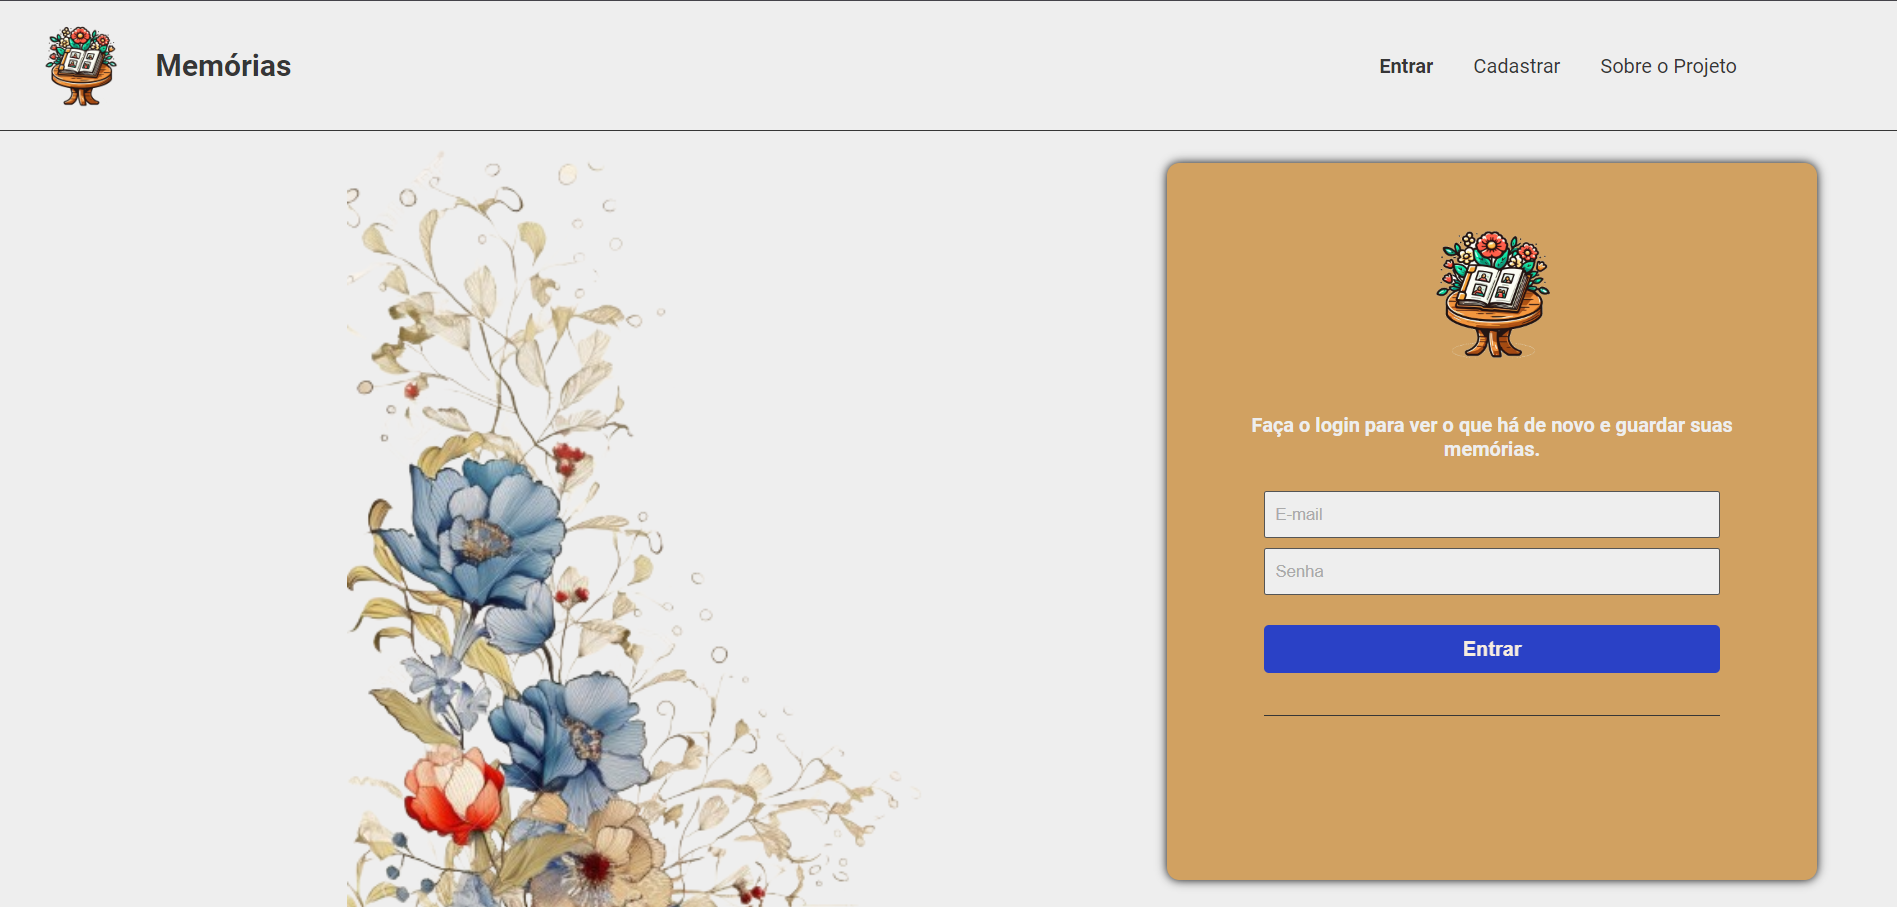 Memórias
Entrar
Cadastrar
Sobre o Projeto
Faça o login para ver o que há de novo e guardar suas
memórias.
E-mail
Senha
Entrar